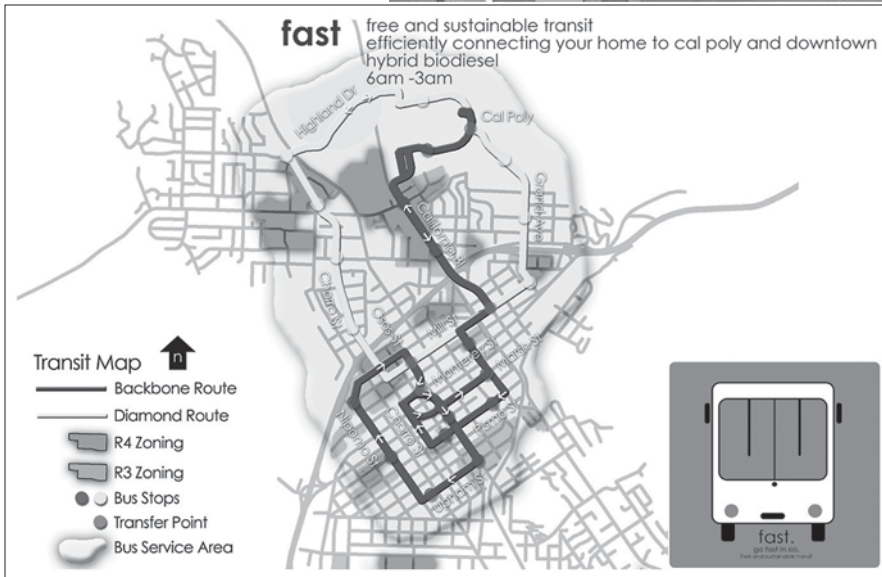 fast
free and sustainable transit
efficiently connecting your home to cal poly and downtown
hybrid biodiesel
6am -3am
Highland Dr
Cal Poly
Grand Ave
California Bl
Chorro St
Mill St
Monterey St
Marsh St
Chorro St
Nipomo St
Transit Map
n
Backbone Route
Diamond Route
R4 Zoning
R3 Zoning
Bus Stops
Transfer Point
Bus Service Area
fast.
go fast in slo.
free and sustainable transit